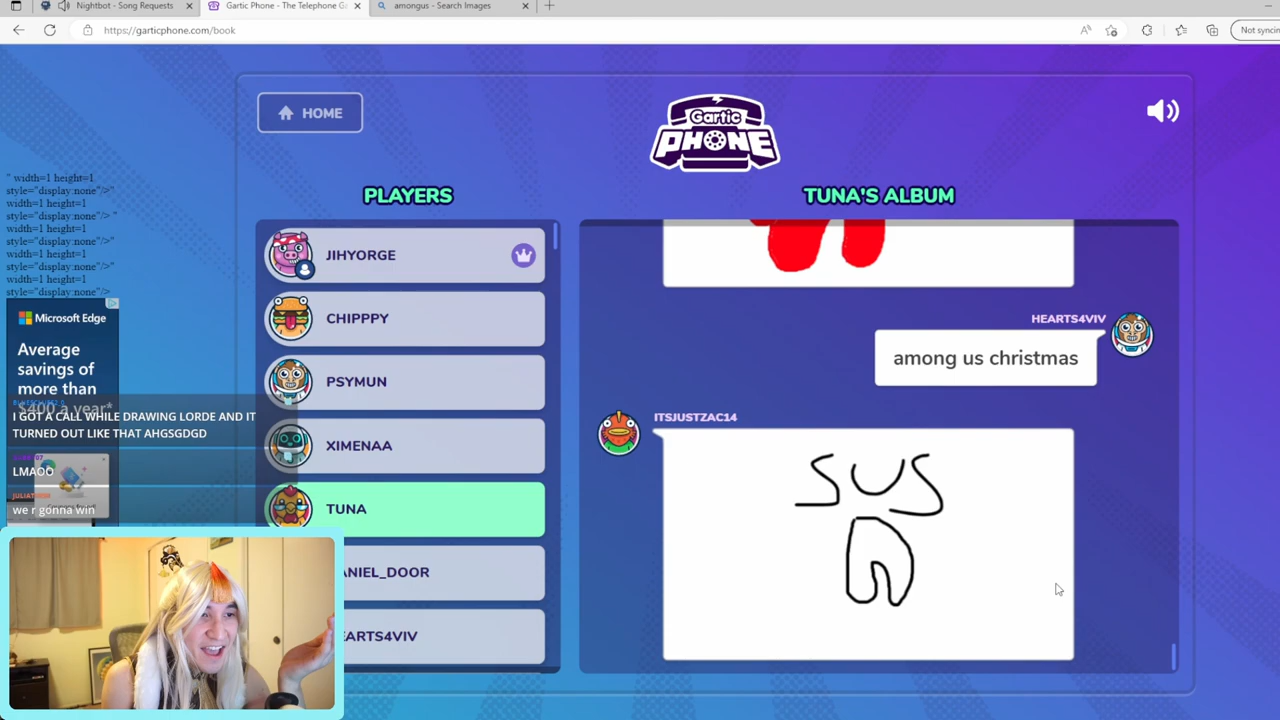 Nightbot - Song Requests
Gartic Phone - The Telephone Ga
amongus - Search Images
https://garticphone.com/book
Not syncin
HOME
Gartic
PHONE
PLAYERS
TUNA'S ALBUM
" width=1 height=1
style="display:none"/>"
width=1 height=1
style="display:none"/> "
width=1 height=1
style="display:none"/>
width=1 height=1
style="display:none"/>"
width=1 height=1
style="display:none"/>
Microsoft Edge
Average
savings of
more than
$400 a year*
I GOT A CALL WHILE DRAWING LORDE AND IT
TURNED OUT LIKE THAT AHGSGDGD
LMAOO
we r gonna win
JIHYORGE
CHIPPPY
PSYMUN
XIMENAA
TUNA
ANIEL_DOOR
EARTS4VIV
HEARTS4VIV
among us christmas
ITSJUSTZAC14
SUS